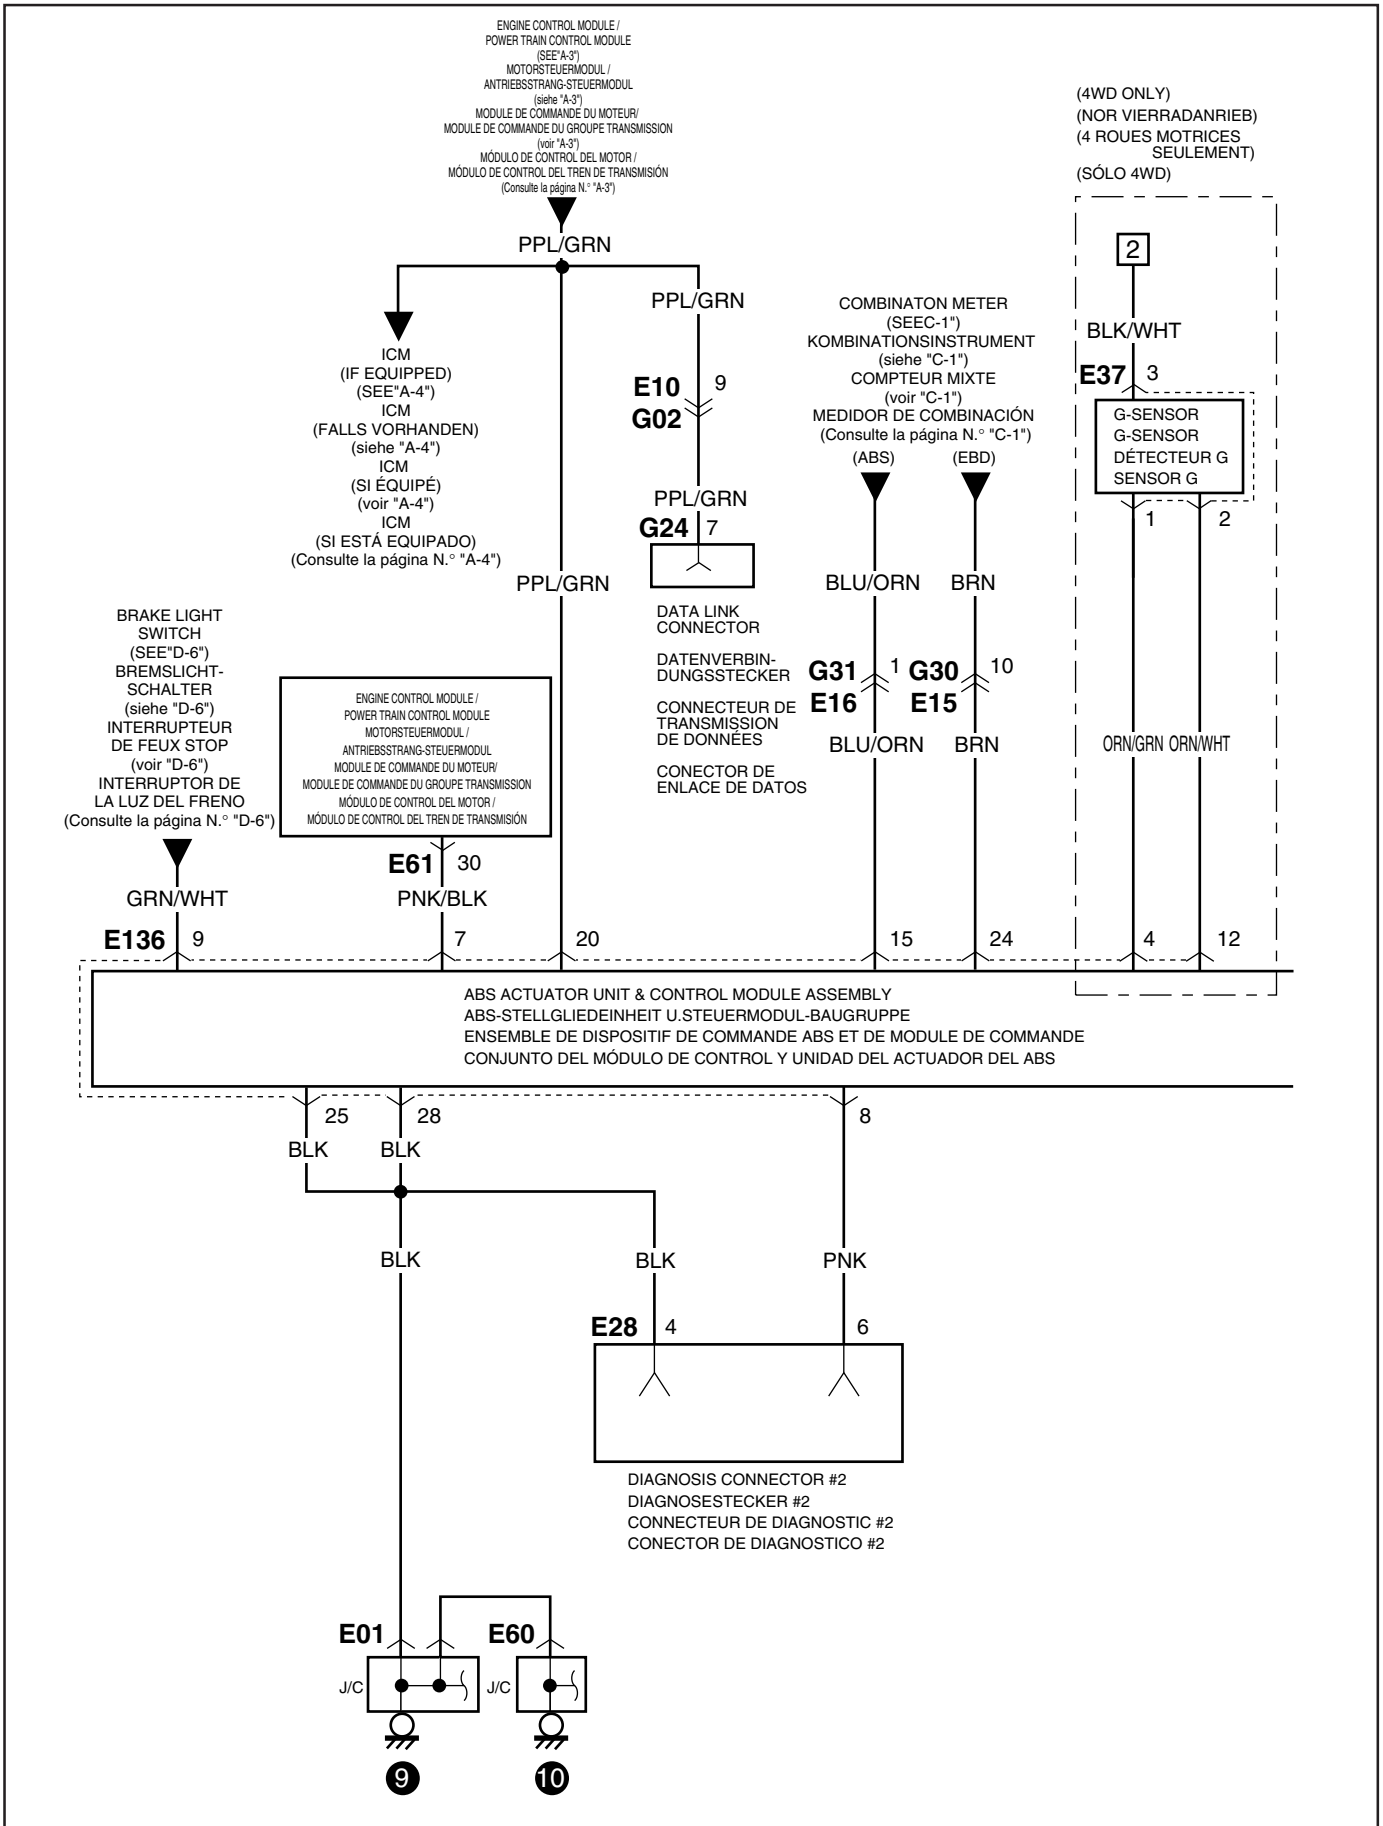 ENGINE CONTROL MODULE /
POWER TRAIN CONTROL MODULE
(SEE"A-3")
MOTORSTEUERMODUL /
ANTRIEBSSTRANG-STEUERMODUL
(siehe "A-3")
MODULE DE COMMANDE DU MOTEUR/
MODULE DE COMMANDE DU GROUPE TRANSMISSION
(voir "A-3")
MÓDULO DE CONTROL DEL MOTOR /
MÓDULO DE CONTROL DEL TREN DE TRANSMISIÓN
(Consulte la página N.° "A-3")
PPL/GRN
(4WD ONLY)
(NOR VIERRADANRIEB)
(4 ROUES MOTRICES
SEULEMENT)
(SÓLO 4WD)
2
BLK/WHT
E37 3
G-SENSOR
G-SENSOR
DÉTECTEUR G
SENSOR G
1 2
ORN/GRN ORN/WHT
PPL/GRN
E10 9
G02
PPL/GRN
G24 7
DATA LINK
CONNECTOR
DATENVERBIN-
DUNGSSTECKER
CONNECTEUR DE
TRANSMISSION
DE DONNÉES
CONECTOR DE
ENLACE DE DATOS
COMBINATON METER
(SEEC-1")
KOMBINATIONSINSTRUMENT
(siehe "C-1")
COMPTEUR MIXTE
(voir "C-1")
MEDIDOR DE COMBINACIÓN
(Consulte la página N.° "C-1")
(ABS) (EBD)
BLU/ORN BRN
G31 1 G30 10
E16 E15
BLU/ORN BRN
ICM
(IF EQUIPPED)
(SEE"A-4")
ICM
(FALLS VORHANDEN)
(siehe "A-4")
ICM
(SI ÉQUIPÉ)
(voir "A-4")
ICM
(SI ESTÁ EQUIPADO)
(Consulte la página N.° "A-4")
PPL/GRN
BRAKE LIGHT
SWITCH
(SEE"D-6")
BREMSLICHT-
SCHALTER
(siehe "D-6")
INTERRUPTEUR
DE FEUX STOP
(voir "D-6")
INTERRUPTOR DE
LA LUZ DEL FRENO
(Consulte la página N.° "D-6")
GRN/WHT
ENGINE CONTROL MODULE /
POWER TRAIN CONTROL MODULE
MOTORSTEUERMODUL /
ANTRIEBSSTRANG-STEUERMODUL
MODULE DE COMMANDE DU MOTEUR/
MODULE DE COMMANDE DU GROUPE TRANSMISSION
MÓDULO DE CONTROL DEL MOTOR /
MÓDULO DE CONTROL DEL TREN DE TRANSMISIÓN
E61 30
PNK/BLK
E136 9 7 20 15 24 4 12
ABS ACTUATOR UNIT & CONTROL MODULE ASSEMBLY
ABS-STELLGLIEDEINHEIT U.STEUERMODUL-BAUGRUPPE
ENSEMBLE DE DISPOSITIF DE COMMANDE ABS ET DE MODULE DE COMMANDE
CONJUNTO DEL MÓDULO DE CONTROL Y UNIDAD DEL ACTUADOR DEL ABS
25 28 8
BLK BLK
BLK BLK PNK
E28 4 6
DIAGNOSIS CONNECTOR #2
DIAGNOSESTECKER #2
CONNECTEUR DE DIAGNOSTIC #2
CONECTOR DE DIAGNOSTICO #2
E01 E60
J/C J/C
9 10